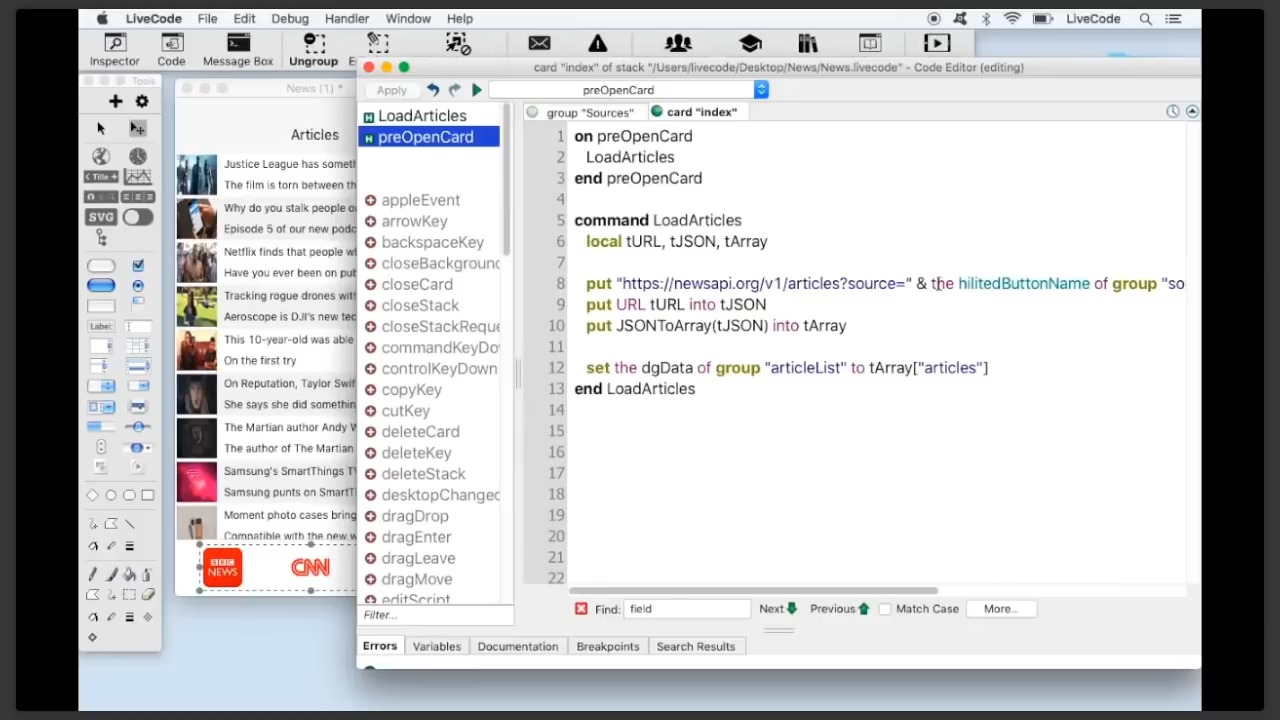 LiveCode File Edit Debug Handler Window Help LiveCode
Inspector Code Message Box Ungroup
card "index" of stack "/Users/livecode/Desktop/News/News.livecode" - Code Editor (editing)
Tools
News (1) *
Apply preOpenCard
LoadArticles
preOpenCard
appleEvent
arrowKey
backspaceKey
closeBackground
closeCard
closeStack
closeStackReque
commandKeyDo
controlKeyDown
copyKey
cutKey
deleteCard
deleteKey
deleteStack
desktopChanged
dragDrop
dragEnter
dragLeave
dragMove
editScript
Filter...
group "Sources" card "index"
1 on preOpenCard
2 LoadArticles
3 end preOpenCard
4
5 command LoadArticles
6 local tURL, tJSON, tArray
7
8 put "https://newsapi.org/v1/articles?source=" & the hilitedButtonName of group "so
9 put URL tURL into tJSON
10 put JSONToArray(tJSON) into tArray
11
12 set the dgData of group "articleList" to tArray["articles"]
13 end LoadArticles
14
15
16
17
18
19
20
21
22
Articles
Justice League has someth
The film is torn between th
Why do you stalk people o
Episode 5 of our new podc
Netflix finds that people w
Have you ever been on pub
Tracking rogue drones with
Aeroscope is DJI's new tec
This 10-year-old was able
On the first try
On Reputation, Taylor Swif
She says she did somethin
The Martian author Andy W
The author of The Martian
Samsung's SmartThings TV
Samsung punts on SmartT
Moment photo cases bring
Compatible with the new w
BBC
NEWS
CNN
Title
SVG
Label:
Find: field Next Previous Match Case More...
Errors Variables Documentation Breakpoints Search Results